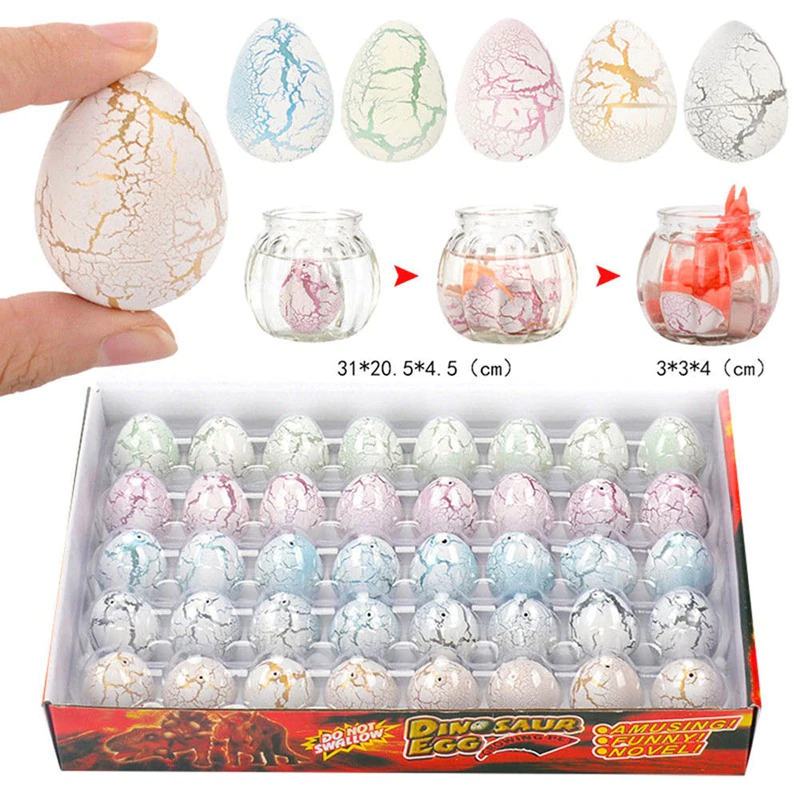 31*20.5*4.5（cm）
3*3*4（cm）
DO NOT
SWALLOW
DINOSAUR
EGG
AMUSING!
FUNNY!
NOVEL!